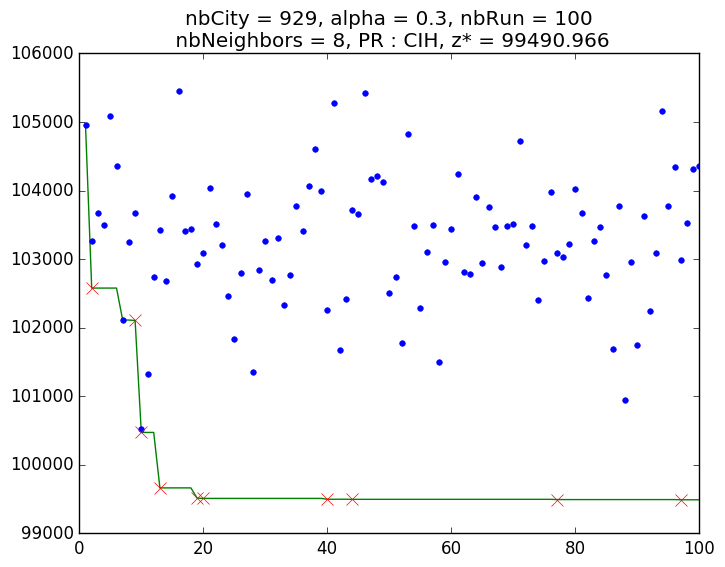 nbCity = 929, alpha = 0.3, nbRun = 100
nbNeighbors = 8, PR : CIH, z* = 99490.966
106000
105000
104000
103000
102000
101000
100000
99000
0 20 40 60 80 100